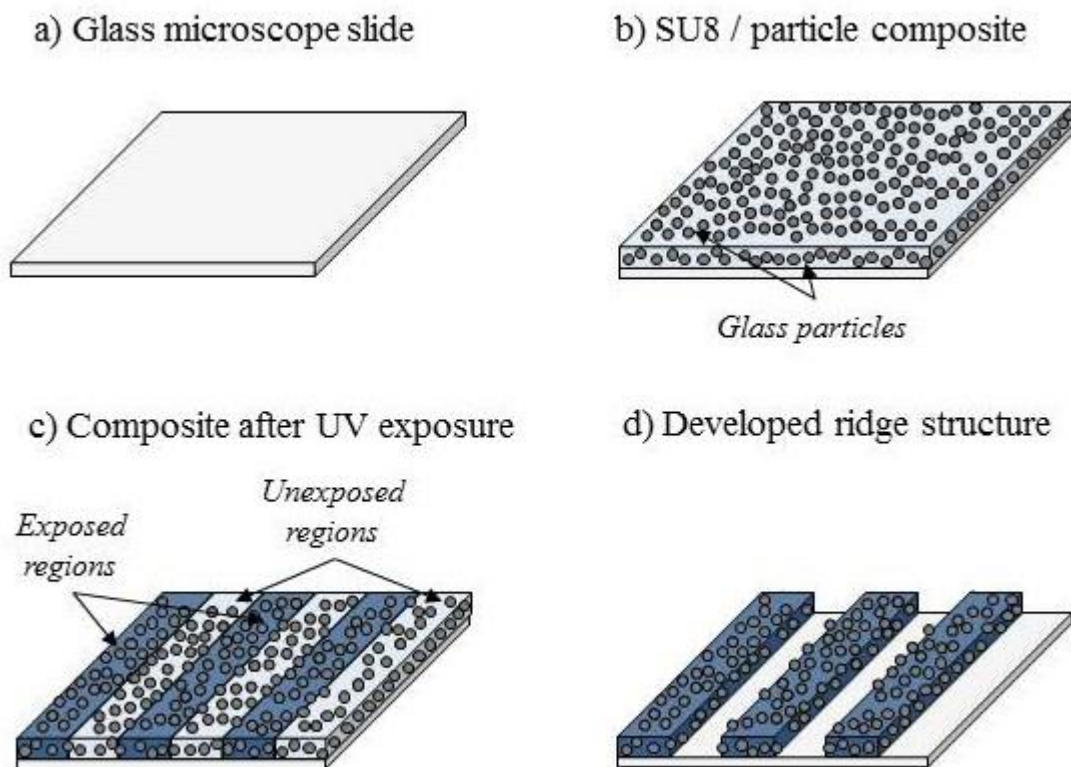 a) Glass microscope slide
b) SU8 / particle composite
Glass particles
c) Composite after UV exposure
Exposed
regions
Unexposed
regions
d) Developed ridge structure